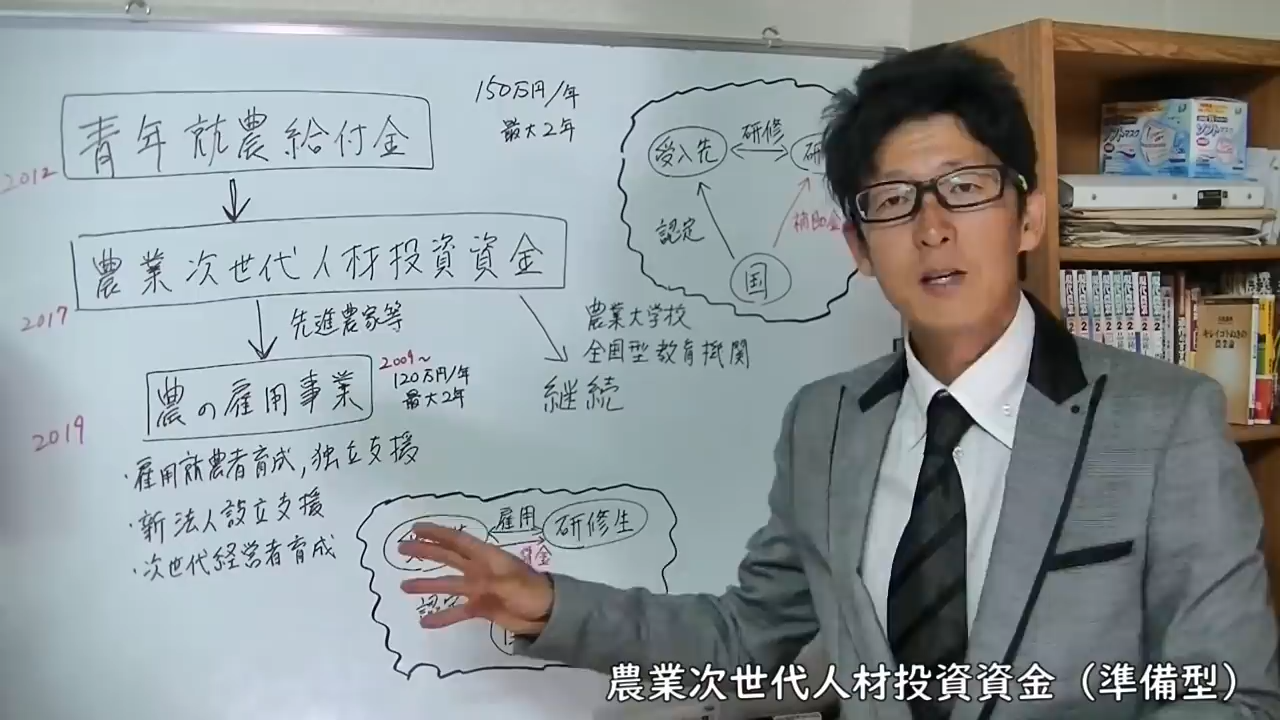 青年就農給付金
150万円/年
最大2年
2012
農業次世代人材投資資金
2017
先進農家等
農業大学校
全国型教育機関
継続
農の雇用事業
2009~
120万円/年
最大2年
2019
・雇用就農者育成,独立支援
・新法人設立支援
・次世代経営者育成
受入先
研修
研
認定
補助金
国
雇用
研修生
資金
認定
農業次世代人材投資資金（準備型）